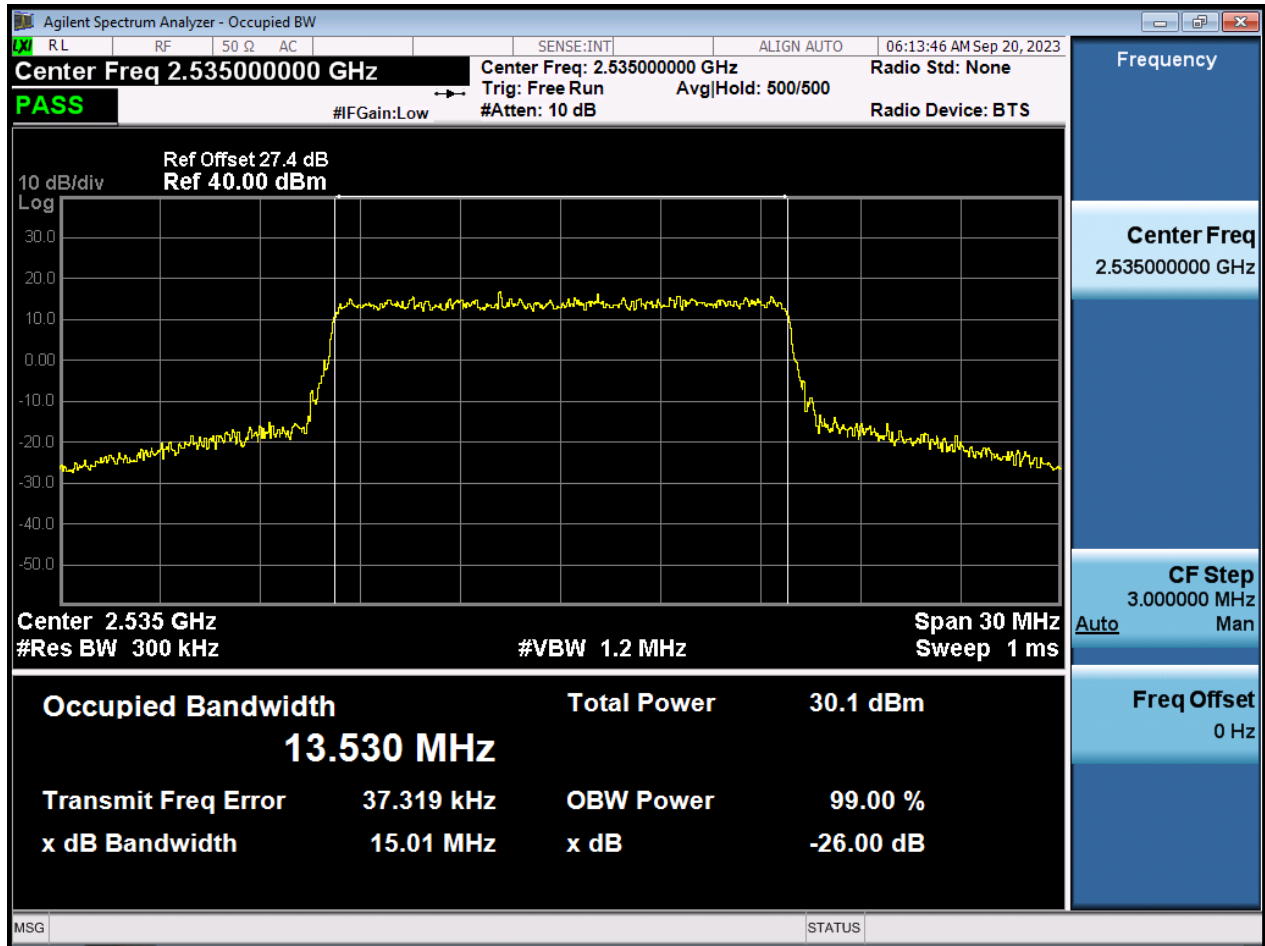 Agilent Spectrum Analyzer - Occupied BW
LXI RL RF 50 Ω AC SENSE:INT ALIGN AUTO 06:13:46 AM Sep 20, 2023
Center Freq 2.535000000 GHz
Center Freq: 2.535000000 GHz
Radio Std: None
Trig: Free Run
Avg|Hold: 500/500
PASS
#IFGain:Low
#Atten: 10 dB
Radio Device: BTS
Ref Offset 27.4 dB
10 dB/div
Ref 40.00 dBm
Log
30.0
20.0
10.0
0.00
-10.0
-20.0
-30.0
-40.0
-50.0
Center 2.535 GHz
Span 30 MHz
#Res BW 300 kHz
#VBW 1.2 MHz
Sweep 1 ms
Occupied Bandwidth
13.530 MHz
Total Power 30.1 dBm
Transmit Freq Error 37.319 kHz
OBW Power 99.00 %
x dB Bandwidth 15.01 MHz
x dB -26.00 dB
Frequency
Center Freq
2.535000000 GHz
CF Step
3.000000 MHz
Auto Man
Freq Offset
0 Hz
MSG
STATUS